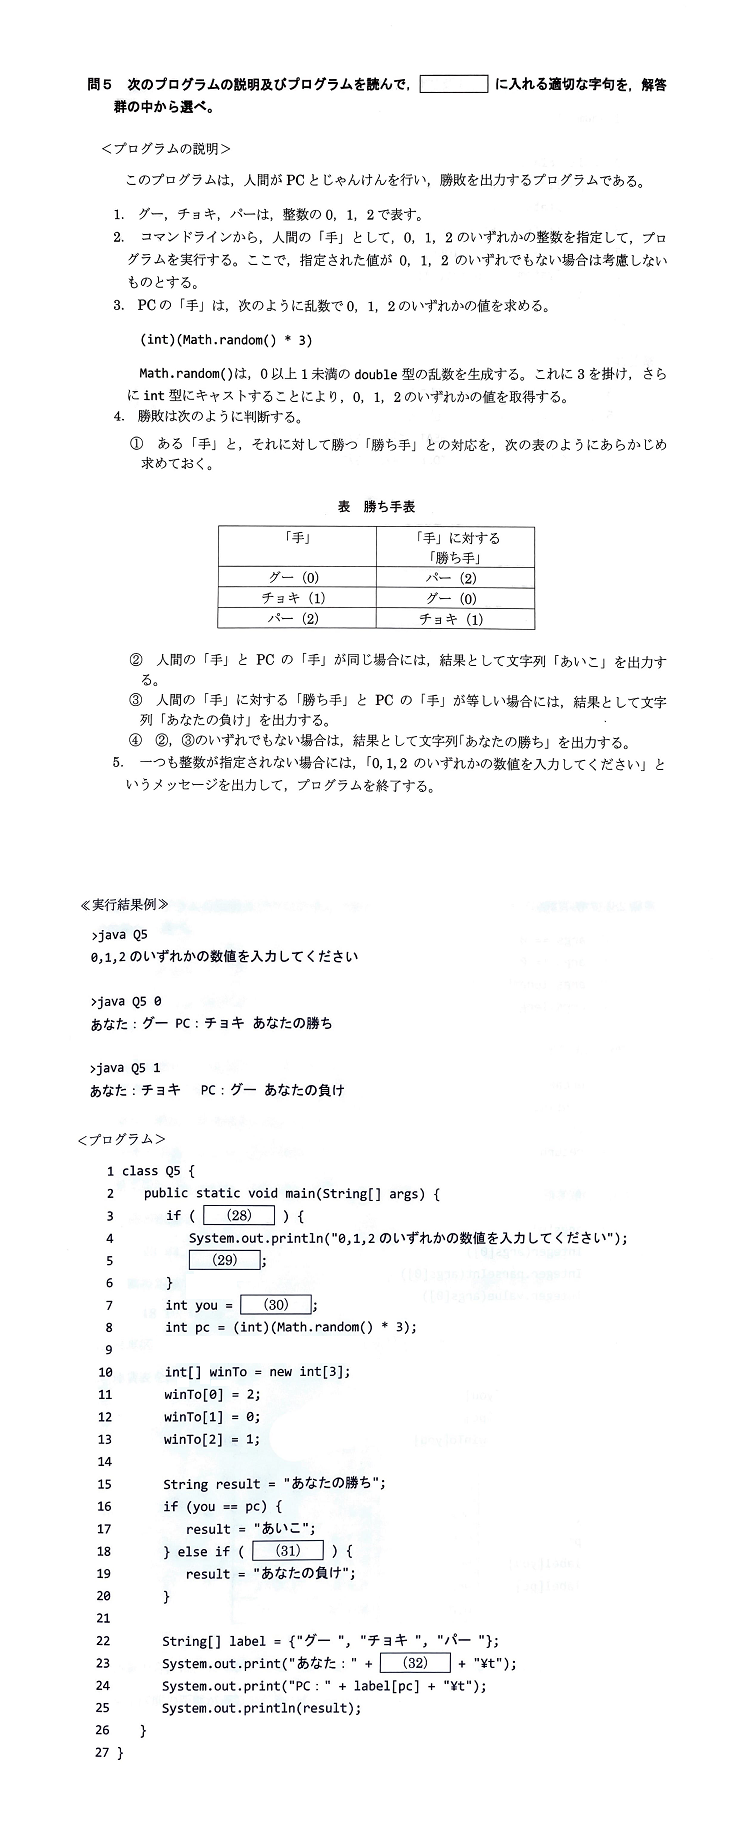 問5 次のプログラムの説明及びプログラムを読んで，　　　に入れる適切な字句を，解答
群の中から選べ。
＜プログラムの説明＞
このプログラムは，人間が PC とじゃんけんを行い，勝敗を出力するプログラムである。
1. グー，チョキ，パーは，整数の 0，1，2 で表す。
2. コマンドラインから，人間の「手」として，0，1，2 のいずれかの整数を指定して，プロ
グラムを実行する。ここで，指定された値が 0，1，2 のいずれでもない場合は考慮しない
ものとする。
3. PC の「手」は，次のように乱数で 0，1，2 のいずれかの値を求める。
(int)(Math.random() * 3)
Math.random()は，0 以上 1 未満の double 型の乱数を生成する。これに 3 を掛け，さら
に int 型にキャストすることにより，0，1，2 のいずれかの値を取得する。
4. 勝敗は次のように判断する。
① ある「手」と，それに対して勝つ「勝ち手」との対応を，次の表のようにあらかじめ
求めておく。
表 勝ち手表
「手」 「手」に対する
「勝ち手」
グー（0） パー（2）
チョキ（1） グー（0）
パー（2） チョキ（1）
② 人間の「手」と PC の「手」が同じ場合には，結果として文字列「あいこ」を出力す
る。
③ 人間の「手」に対する「勝ち手」と PC の「手」が等しい場合には，結果として文字
列「あなたの負け」を出力する。
④ ②，③のいずれでもない場合は，結果として文字列「あなたの勝ち」を出力する。
5. 一つも整数が指定されない場合には，「0, 1, 2 のいずれかの数値を入力してください」と
いうメッセージを出力して，プログラムを終了する。
≪実行結果例≫
>java Q5
0,1,2 のいずれかの数値を入力してください
>java Q5 0
あなた：グー PC：チョキ あなたの勝ち
>java Q5 1
あなた：チョキ PC：グー あなたの負け
＜プログラム＞
1 class Q5 {
2 public static void main(String[] args) {
3 if ( (28) ) {
4 System.out.println("0,1,2 のいずれかの数値を入力してください");
5 (29) ;
6 }
7 int you = (30) ;
8 int pc = (int)(Math.random() * 3);
9
10 int[] winTo = new int[3];
11 winTo[0] = 2;
12 winTo[1] = 0;
13 winTo[2] = 1;
14
15 String result = "あなたの勝ち";
16 if (you == pc) {
17 result = "あいこ";
18 } else if ( (31) ) {
19 result = "あなたの負け";
20 }
21
22 String[] label = {"グー ", "チョキ ", "パー "};
23 System.out.print("あなた：" + (32) + "¥t");
24 System.out.print("PC：" + label[pc] + "¥t");
25 System.out.println(result);
26 }
27 }